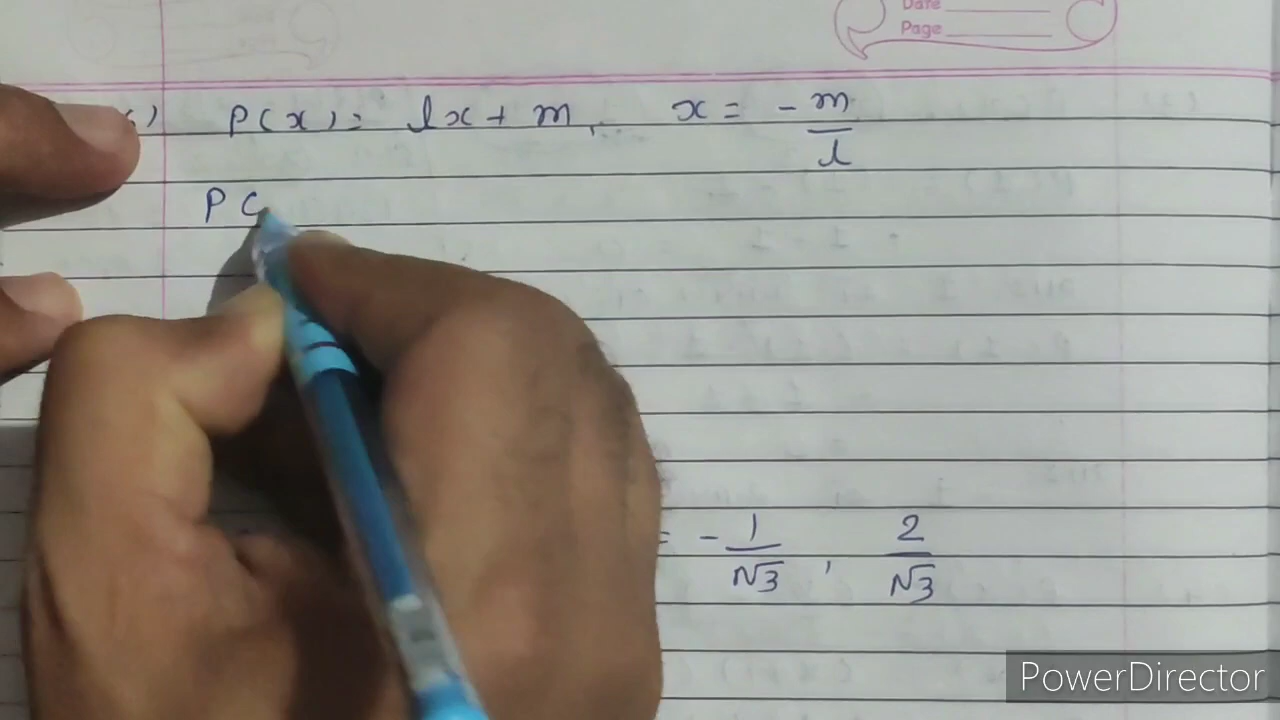 Date
Page
P(x) = lx + m, x = - m/l
P (
= - 1/√3 , 2/√3
PowerDirector